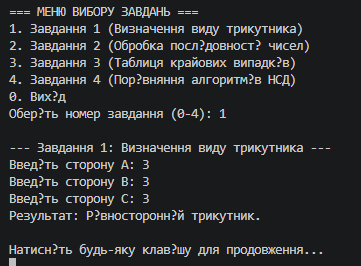 === МЕНЮ ВИБОРУ ЗАВДАНЬ ===
1. Завдання 1 (Визначення виду трикутника)
2. Завдання 2 (Обробка посл?довност? чисел)
3. Завдання 3 (Таблиця крайових випадк?в)
4. Завдання 4 (Пор?вняння алгоритм?в НСД)
0. Вих?д
Обер?ть номер завдання (0-4): 1
--- Завдання 1: Визначення виду трикутника ---
Введ?ть сторону A: 3
Введ?ть сторону B: 3
Введ?ть сторону C: 3
Результат: Р?вносторонн?й трикутник.
Натисн?ть будь-яку клав?шу для продовження...